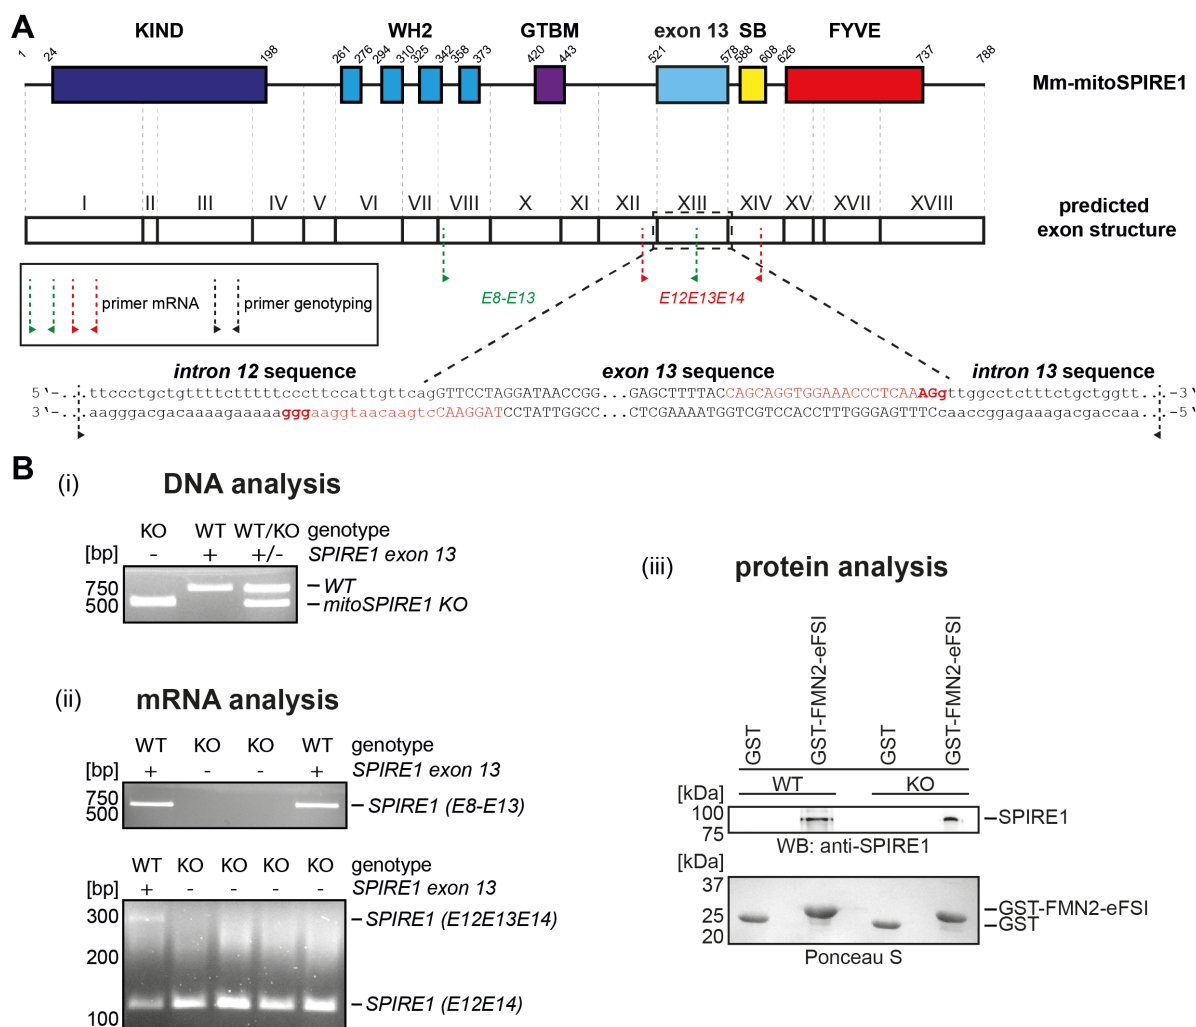 A
KIND WH2 GTBM exon 13 SB FYVE
1 24 198 261 276 294 310 325 342 358 373 420 443 521 578 588 608 626 737 788
Mm-mitoSPIRE1
I II III IV V VI VII VIII X XI XII XIII XIV XV XVII XVIII
predicted
exon structure
E8-E13 E12E13E14
primer mRNA primer genotyping
intron 12 sequence exon 13 sequence intron 13 sequence
5'-..ttccctgctgttttctttttcccttccattgttcagGTTCCTAGGATAACCGG...GAGCTTTTACCAGCAGGTGGAAACCCTCAAAGgttggcctctttctgctggtt...-3'
3'-..aagggacgacaaaagaaaaagggaaggtaacaagtcCAAGGATCCTATTGGCC...CTCGAAAATGGTCGTCCACCTTTGGGAGTTTCcaaccggagaaagacgaccaa...-5'
B
(i) DNA analysis
KO WT WT/KO genotype
[bp] - + +/- SPIRE1 exon 13
750 WT
500 mitoSPIRE1 KO
(ii) mRNA analysis
WT KO KO WT genotype
[bp] + - - + SPIRE1 exon 13
750 SPIRE1 (E8-E13)
500
WT KO KO KO KO genotype
[bp] + - - - - SPIRE1 exon 13
300 SPIRE1 (E12E13E14)
200
SPIRE1 (E12E14)
100
(iii) protein analysis
GST GST-FMN2-eFSI GST GST-FMN2-eFSI
WT KO
[kDa]
100 SPIRE1
75
WB: anti-SPIRE1
[kDa]
37
GST-FMN2-eFSI
25 GST
20
Ponceau S